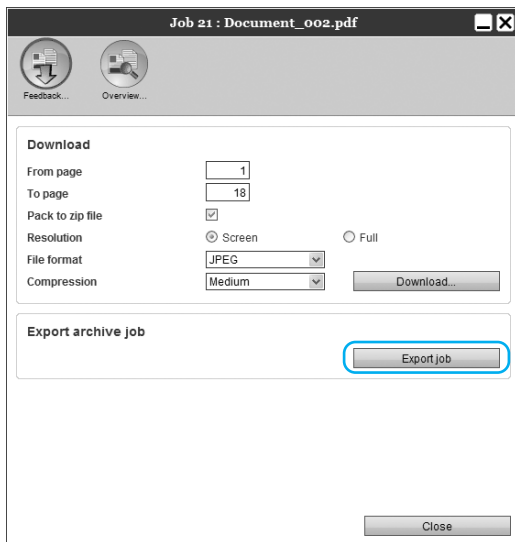 Job 21 : Document_002.pdf
Feedback... Overview...
Download
From page 1
To page 18
Pack to zip file
Resolution Screen Full
File format JPEG
Compression Medium Download...
Export archive job
Export job
Close